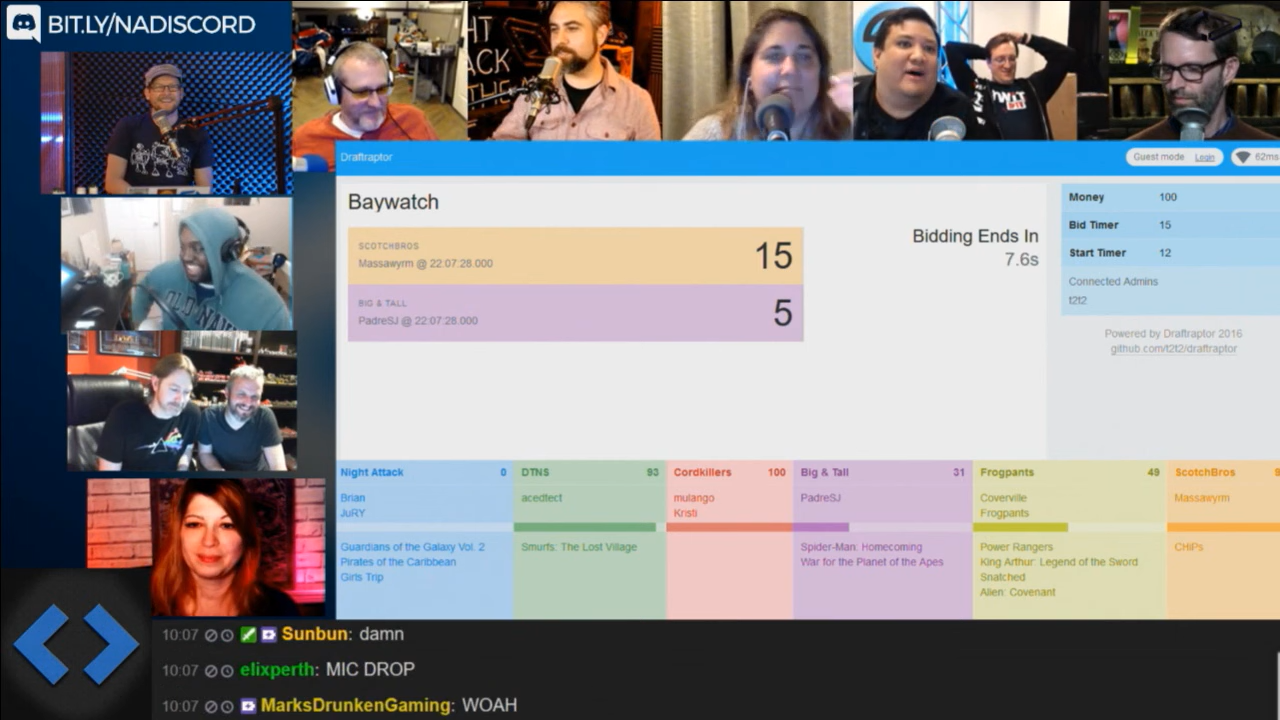 BIT.LY/NADISCORD
Draftraptor
Guest mode Login
62ms
Baywatch
SCOTCHBROS
Massawyrm @ 22:07:28.000
15
BIG & TALL
PadreSJ @ 22:07:28.000
5
Bidding Ends In
7.6s
Money 100
Bid Timer 15
Start Timer 12
Connected Admins
t2t2
Powered by Draftraptor 2016
github.com/t2t2/draftraptor
Night Attack 0
Brian
JuRY
Guardians of the Galaxy Vol. 2
Pirates of the Caribbean
Girls Trip
DTNS 93
acedtect
Smurfs: The Lost Village
Cordkillers 100
mulango
Kristi
Big & Tall 31
PadreSJ
Spider-Man: Homecoming
War for the Planet of the Apes
Frogpants 49
Coverville
Frogpants
Power Rangers
King Arthur: Legend of the Sword
Snatched
Alien: Covenant
ScotchBros
Massawyrm
CHiPs
OLD NAVY
10:07 Sunbun: damn
10:07 elixperth: MIC DROP
10:07 MarksDrunkenGaming: WOAH